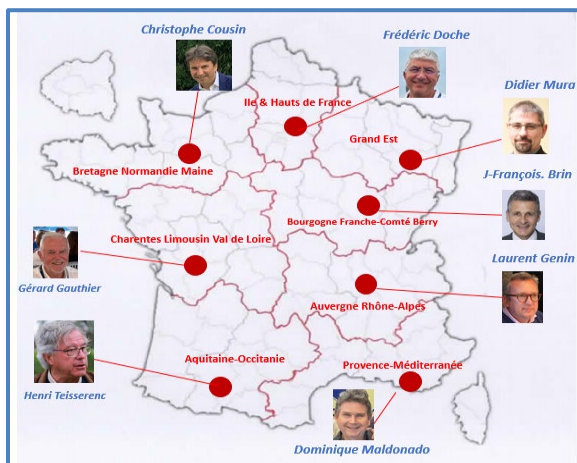 Christophe Cousin
Frédéric Doche
Didier Mura
Ile & Hauts de France
Grand Est
Bretagne Normandie Maine
J-François. Brin
Bourgogne Franche-Comté Berry
Charentes Limousin Val de Loire
Laurent Genin
Gérard Gauthier
Auvergne Rhône-Alpes
Aquitaine-Occitanie
Provence-Méditerranée
Henri Teisserenc
Dominique Maldonado